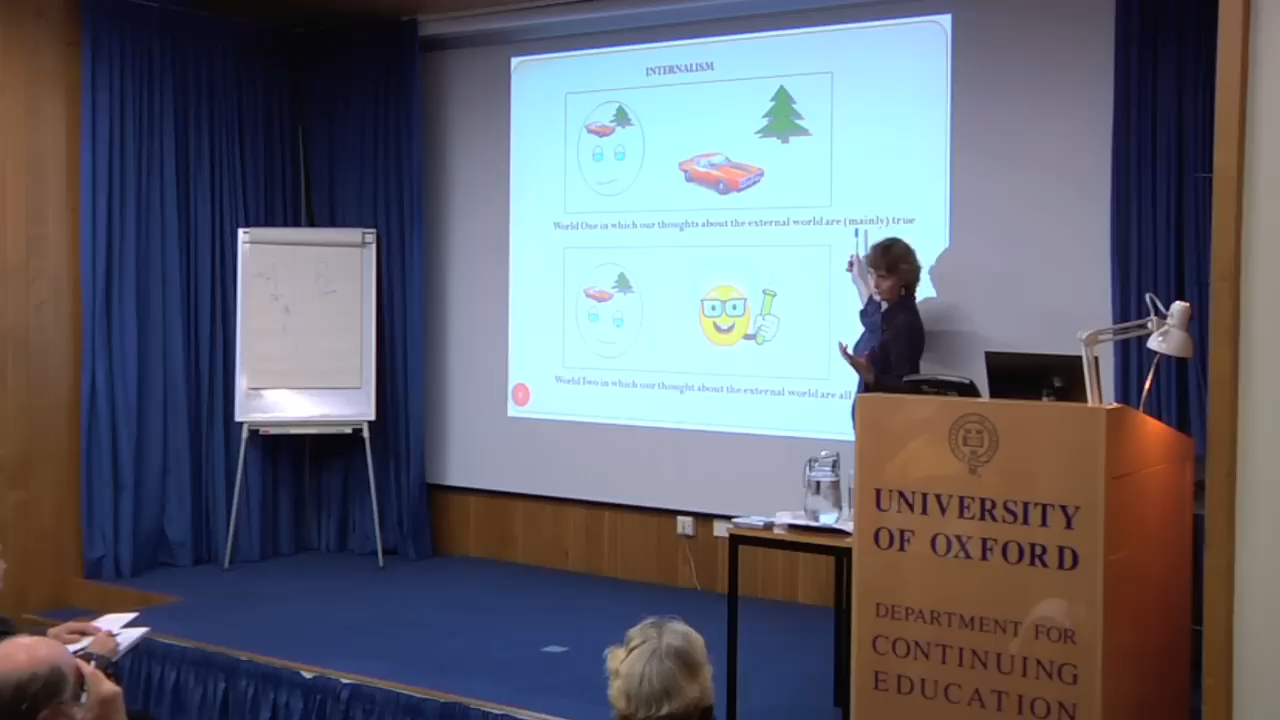 INTERNALISM
World One in which our thoughts about the external world are (mainly) true
World Two in which our thought about the external world are all
UNIVERSITY
OF OXFORD
DEPARTMENT FOR
CONTINUING
EDUCATION